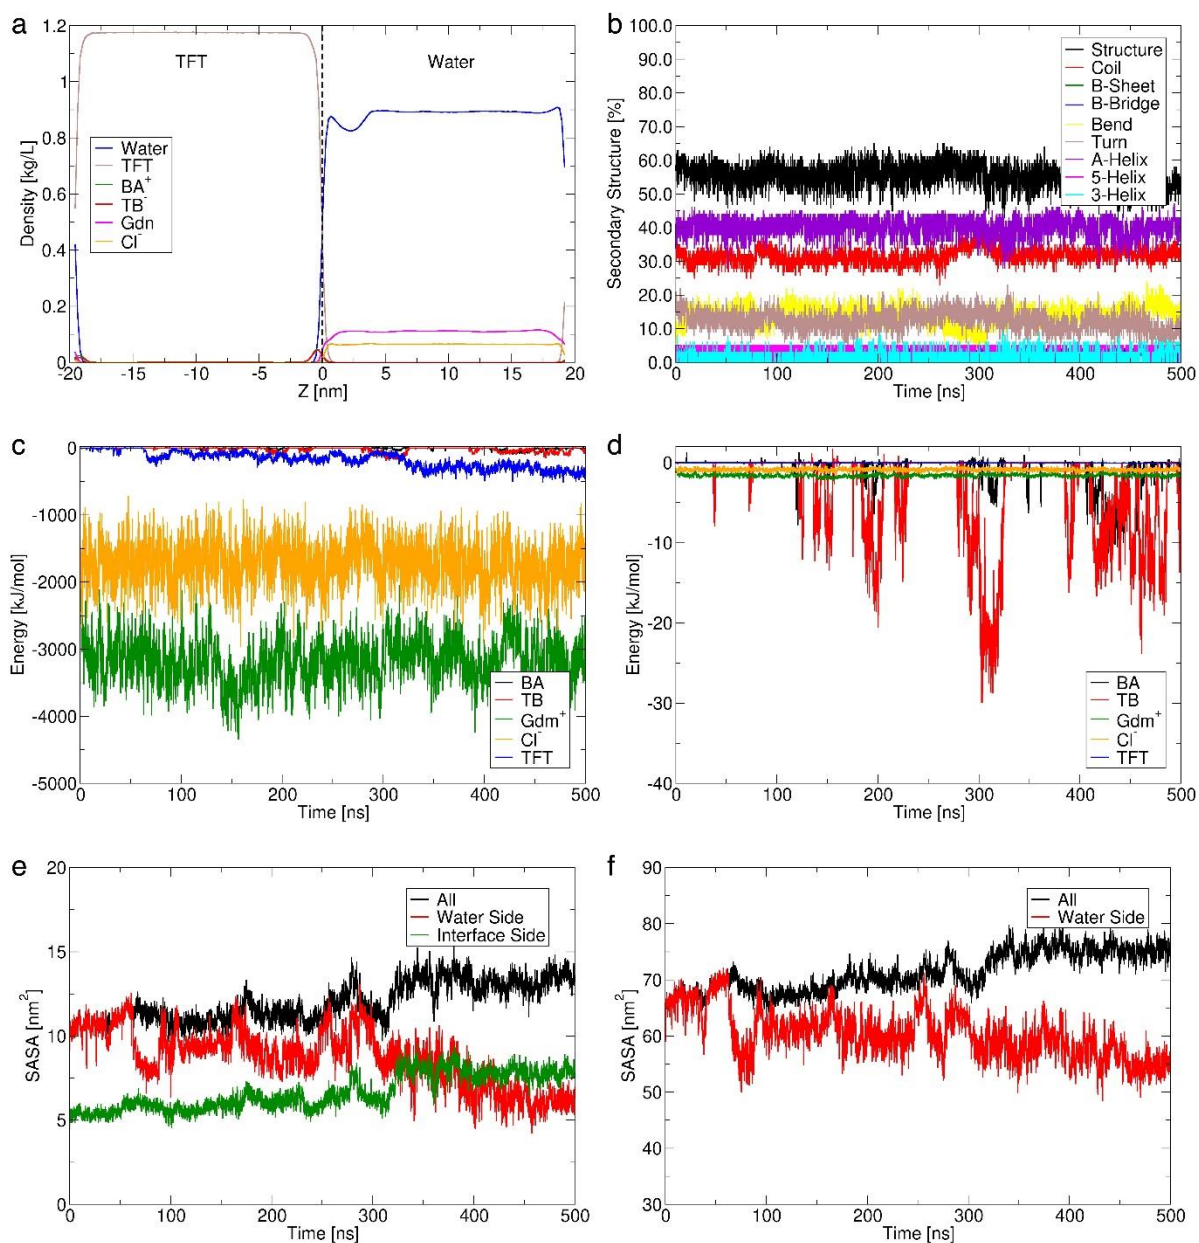 a
1.2
1
0.8
0.6
0.4
0.2
0
Density [kg/L]
TFT
Water
Water
TFT
BA+
TB-
Gdn
Cl-
-20 -15 -10 -5 0 5 10 15 20
Z [nm]
b
100.0
90.0
80.0
70.0
60.0
50.0
40.0
30.0
20.0
10.0
0.0
Secondary Structure [%]
Structure
Coil
B-Sheet
B-Bridge
Bend
Turn
A-Helix
5-Helix
3-Helix
0 100 200 300 400 500
Time [ns]
c
0
-1000
-2000
-3000
-4000
-5000
Energy [kJ/mol]
BA
TB
Gdm+
Cl-
TFT
0 100 200 300 400 500
Time [ns]
d
0
-10
-20
-30
-40
Energy [kJ/mol]
BA
TB
Gdm+
Cl-
TFT
0 100 200 300 400 500
Time [ns]
e
20
15
10
5
0
SASA [nm2]
All
Water Side
Interface Side
0 100 200 300 400 500
Time [ns]
f
90
80
70
60
50
40
30
SASA [nm2]
All
Water Side
0 100 200 300 400 500
Time [ns]